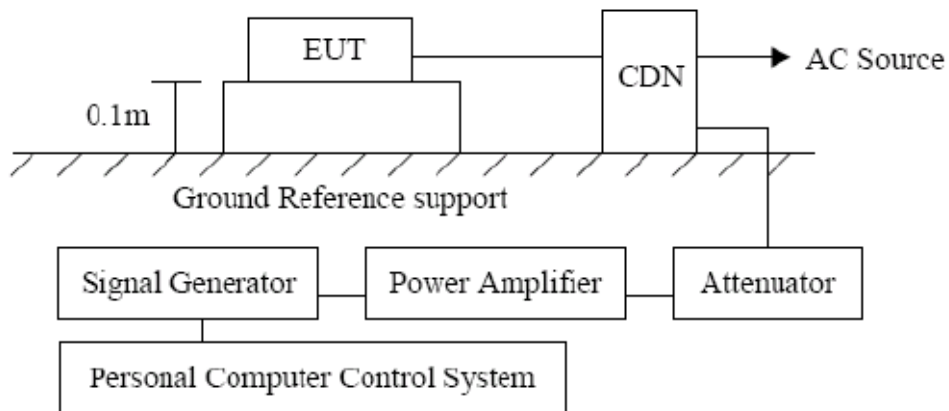 EUT
CDN
AC Source
0.1m
Ground Reference support
Signal Generator
Power Amplifier
Attenuator
Personal Computer Control System